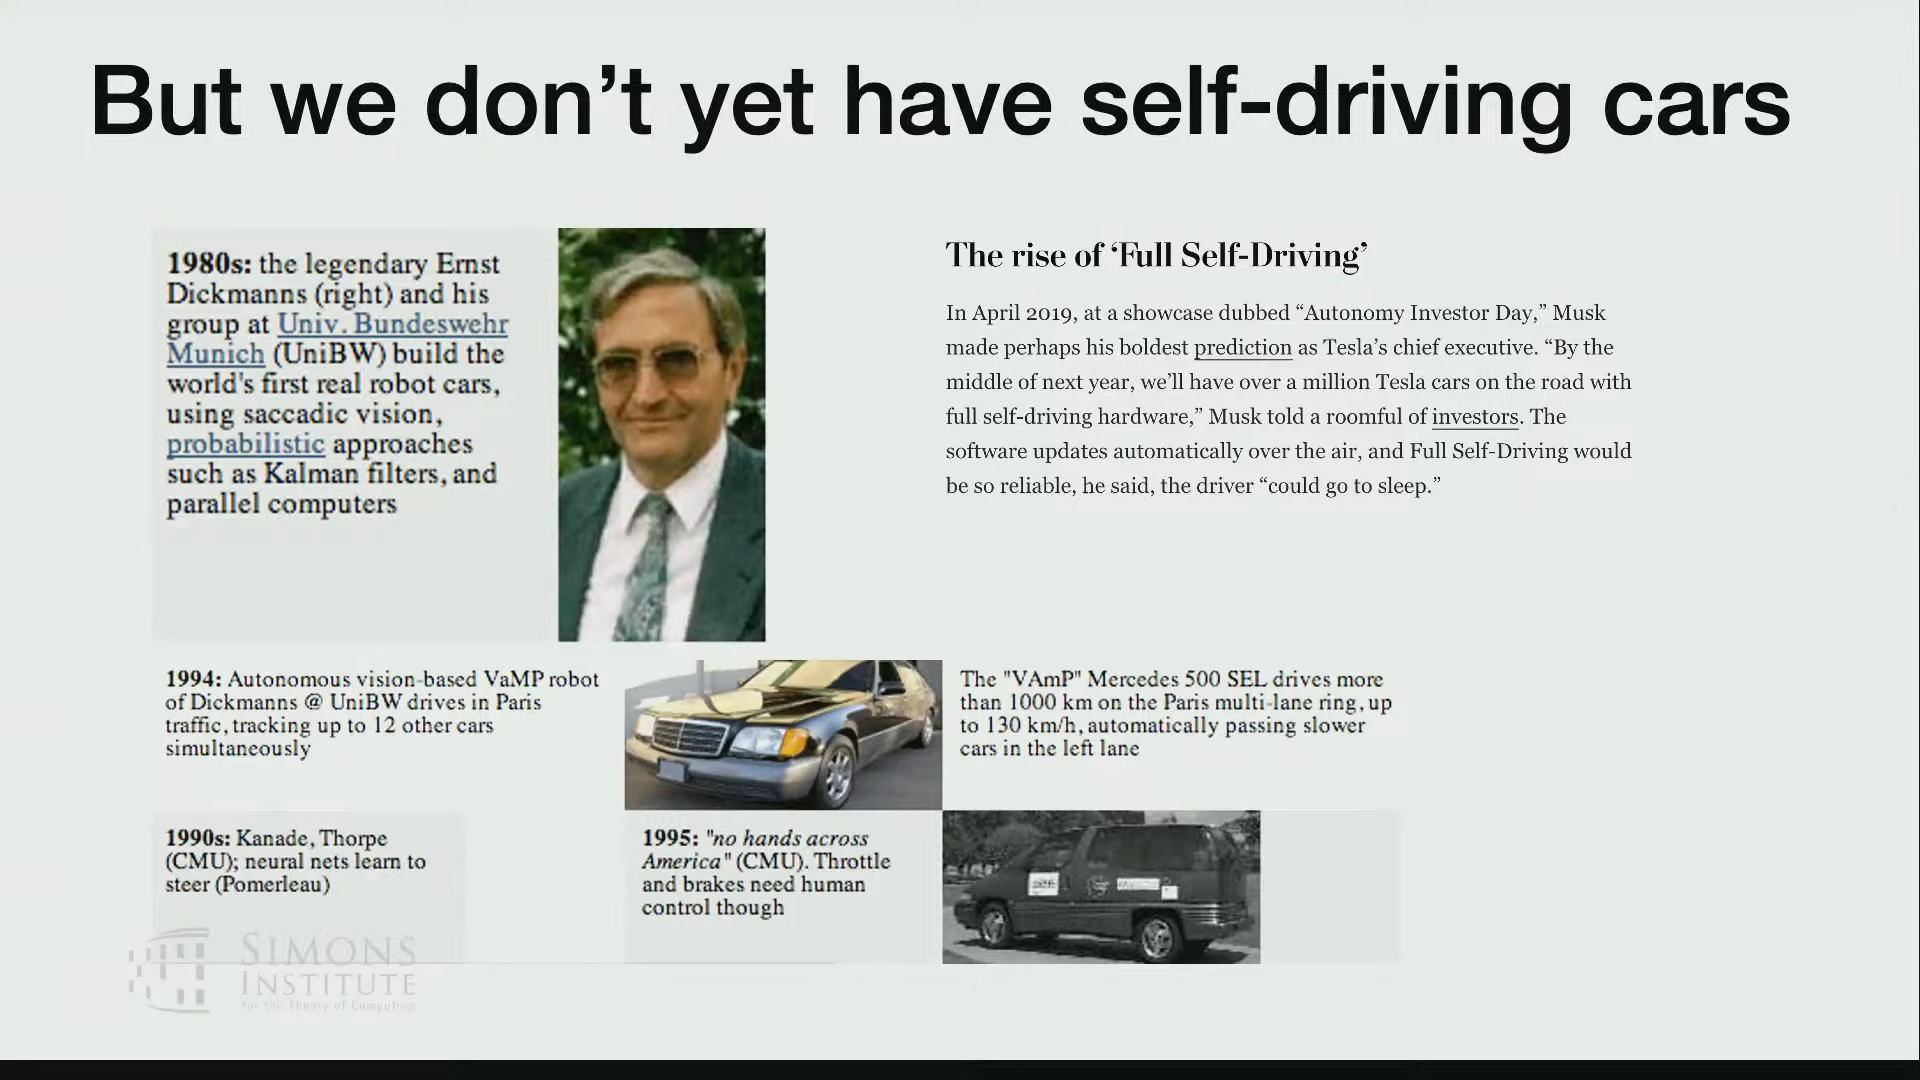 But we don’t yet have self-driving cars
1980s: the legendary Ernst
Dickmanns (right) and his
group at Univ. Bundeswehr
Munich (UniBW) build the
world's first real robot cars,
using saccadic vision,
probabilistic approaches
such as Kalman filters, and
parallel computers
The rise of ‘Full Self-Driving’
In April 2019, at a showcase dubbed “Autonomy Investor Day,” Musk
made perhaps his boldest prediction as Tesla’s chief executive. “By the
middle of next year, we’ll have over a million Tesla cars on the road with
full self-driving hardware,” Musk told a roomful of investors. The
software updates automatically over the air, and Full Self-Driving would
be so reliable, he said, the driver “could go to sleep.”
1994: Autonomous vision-based VaMP robot
of Dickmanns @ UniBW drives in Paris
traffic, tracking up to 12 other cars
simultaneously
The "VAmP" Mercedes 500 SEL drives more
than 1000 km on the Paris multi-lane ring, up
to 130 km/h, automatically passing slower
cars in the left lane
1990s: Kanade, Thorpe
(CMU); neural nets learn to
steer (Pomerleau)
1995: "no hands across
America" (CMU). Throttle
and brakes need human
control though
SIMONS
INSTITUTE
for the Theory of Computing